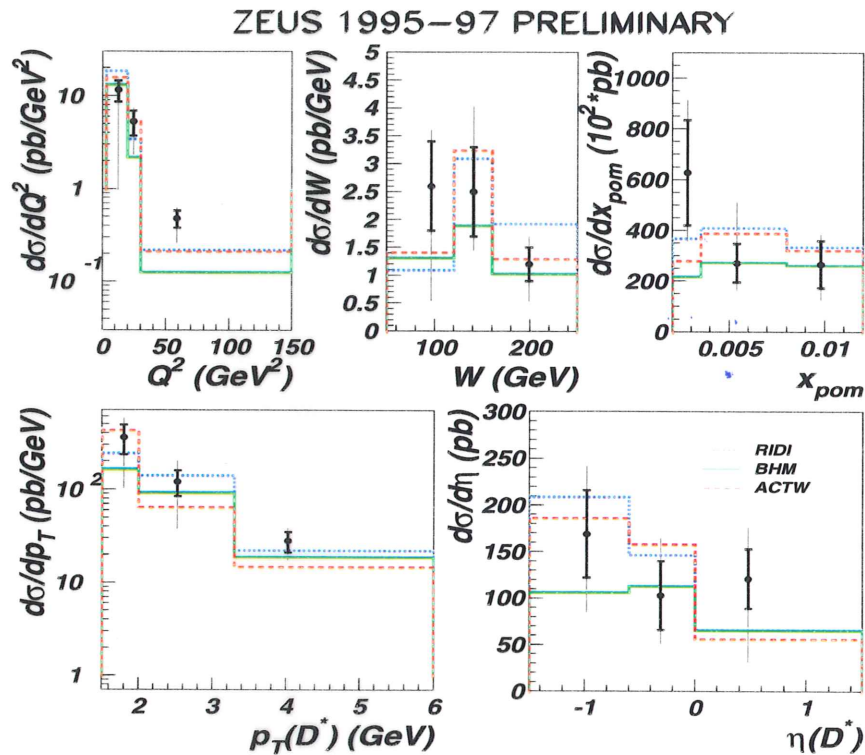 ZEUS 1995–97 PRELIMINARY
dσ/dQ² (pb/GeV²)
10
1
10⁻¹
0 50 100 150
Q² (GeV²)
dσ/dW (pb/GeV)
5
4.5
4
3.5
3
2.5
2
1.5
1
0.5
0
100 200
W (GeV)
dσ/dx_pom (10²*pb)
1000
800
600
400
200
0
0.005 0.01
x_pom
dσ/dp_T (pb/GeV)
10²
10
1
2 3 4 5 6
p_T(D*) (GeV)
dσ/dη (pb)
300
250
200
150
100
50
0
-1 0 1
η(D*)
RIDI
BHM
ACTW